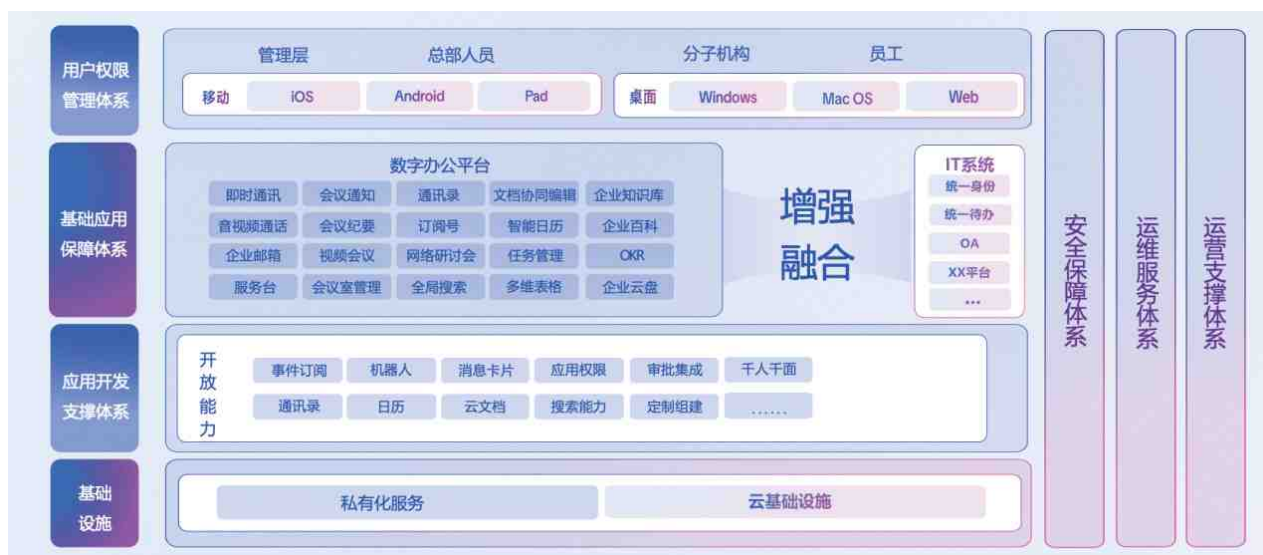 用户权限
管理体系
管理层
总部人员
分子机构
员工
移动
iOS
Android
Pad
桌面
Windows
Mac OS
Web
基础应用
保障体系
数字办公平台
即时通讯
会议通知
通讯录
文档协同编辑
企业知识库
音视频通话
会议纪要
订阅号
智能日历
企业百科
企业邮箱
视频会议
网络研讨会
任务管理
OKR
服务台
会议室管理
全局搜索
多维表格
企业云盘
增强
融合
IT系统
统一身份
统一待办
OA
XX平台
...
应用开发
支撑体系
开放能力
事件订阅
机器人
消息卡片
应用权限
审批集成
千人千面
通讯录
日历
云文档
搜索能力
定制组建
......
基础
设施
私有化服务
云基础设施
安全保障体系
运维服务体系
运营支撑体系